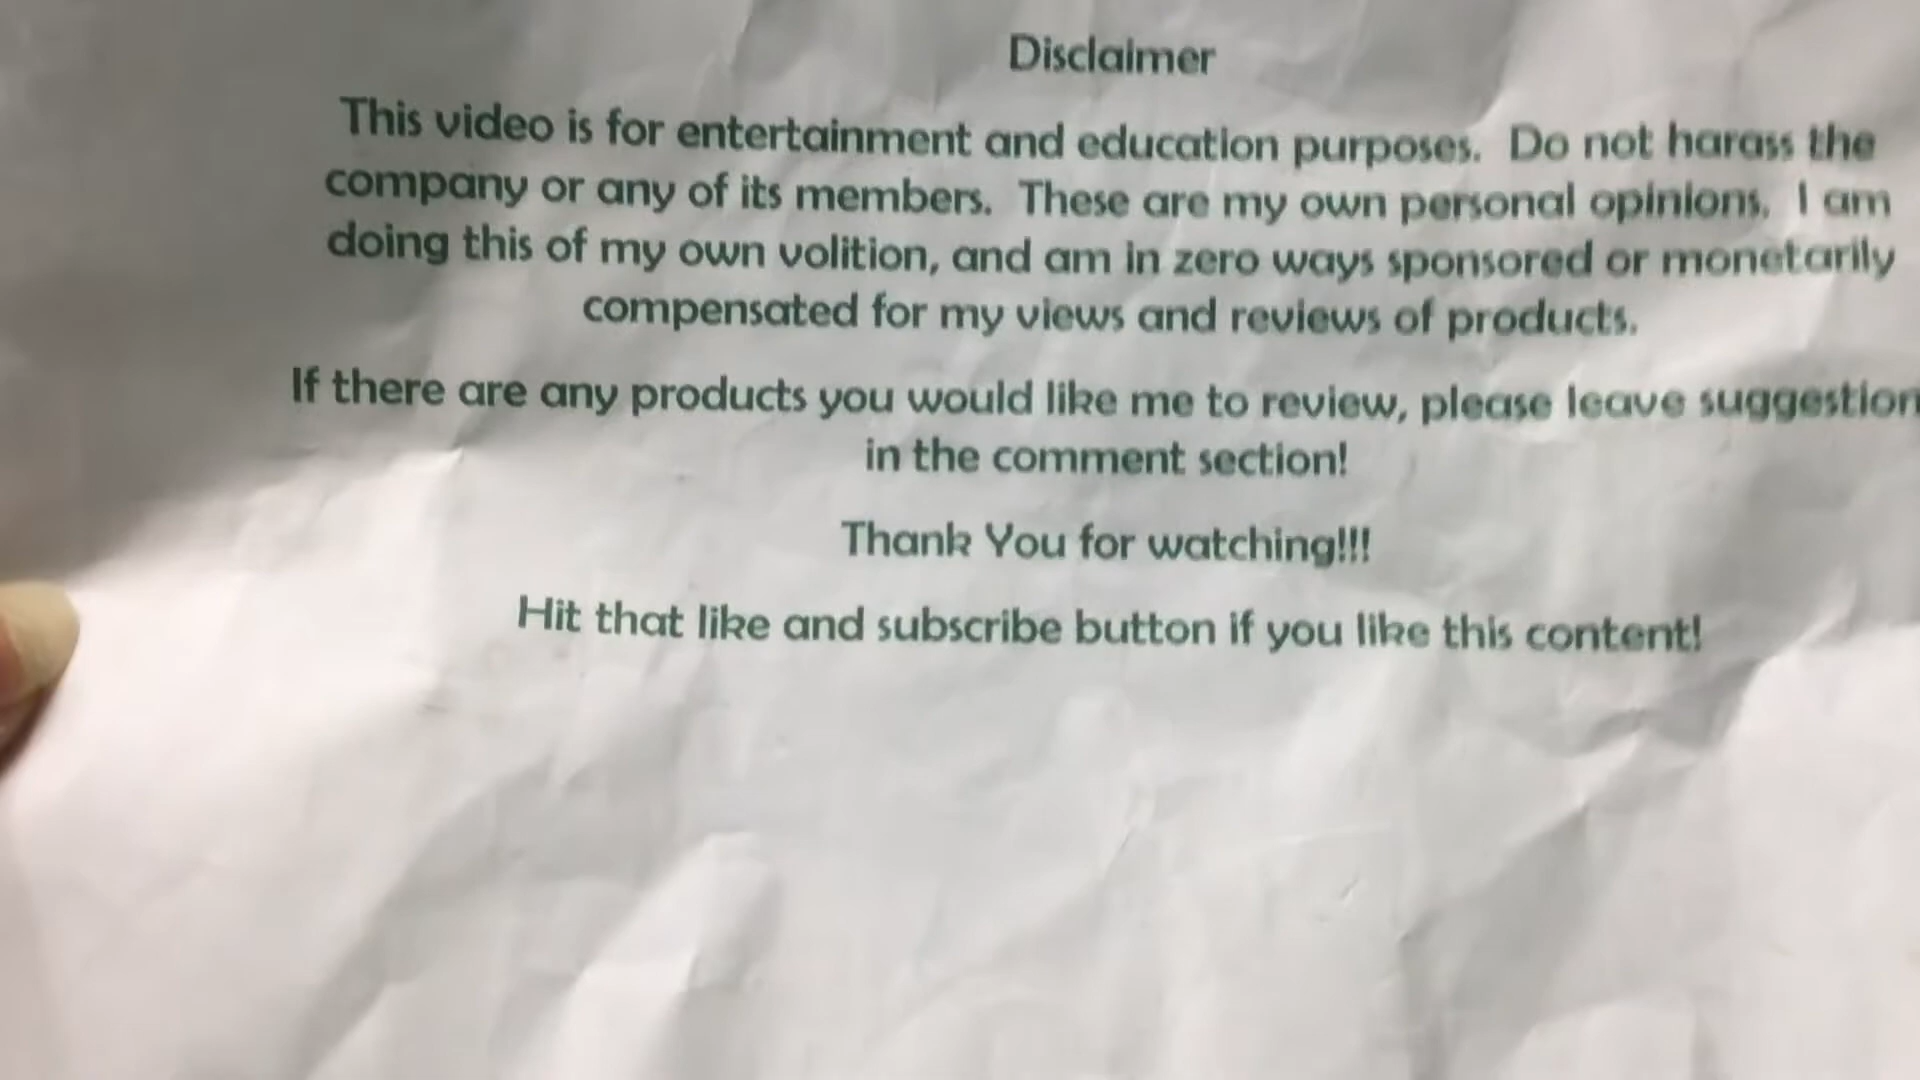 Disclaimer
This video is for entertainment and education purposes. Do not harass the
company or any of its members. These are my own personal opinions. I am
doing this of my own volition, and am in zero ways sponsored or monetarily
compensated for my views and reviews of products.
If there are any products you would like me to review, please leave suggestion
in the comment section!
Thank You for watching!!!
Hit that like and subscribe button if you like this content!